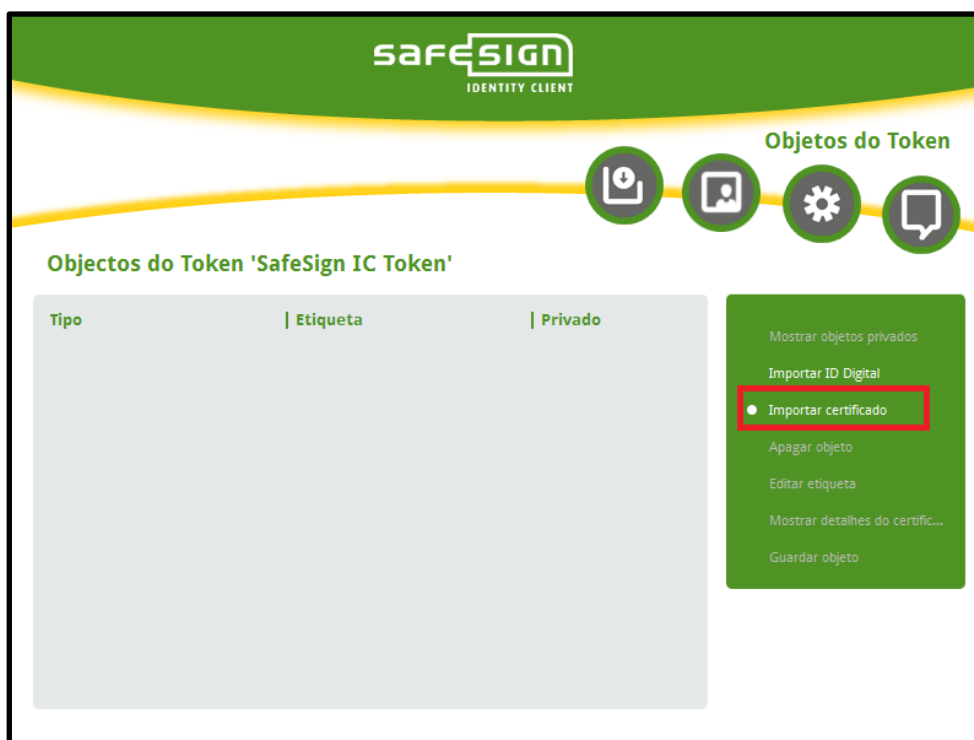 safesign
IDENTITY CLIENT
Objetos do Token
Objectos do Token 'SafeSign IC Token'
Tipo | Etiqueta | Privado
Mostrar objetos privados
Importar ID Digital
Importar certificado
Apagar objeto
Editar etiqueta
Mostrar detalhes do certific...
Guardar objeto